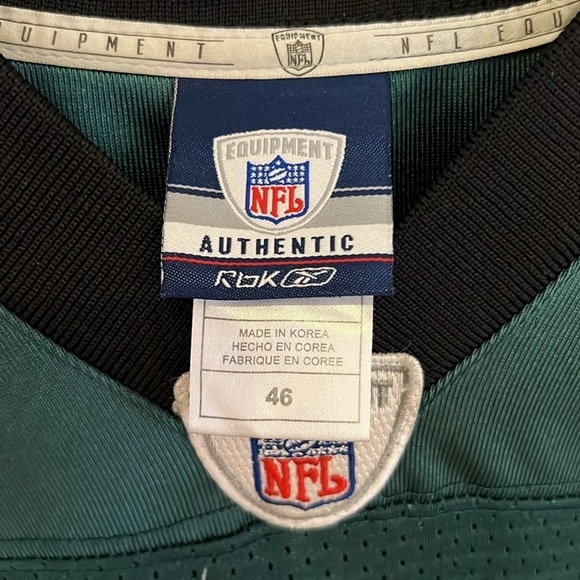 UIPMENT EQUIPMENT NFL NFL EQU
EQUIPMENT
NFL
AUTHENTIC
Rbk
MADE IN KOREA
HECHO EN COREA
FABRIQUE EN COREE
46
NFL